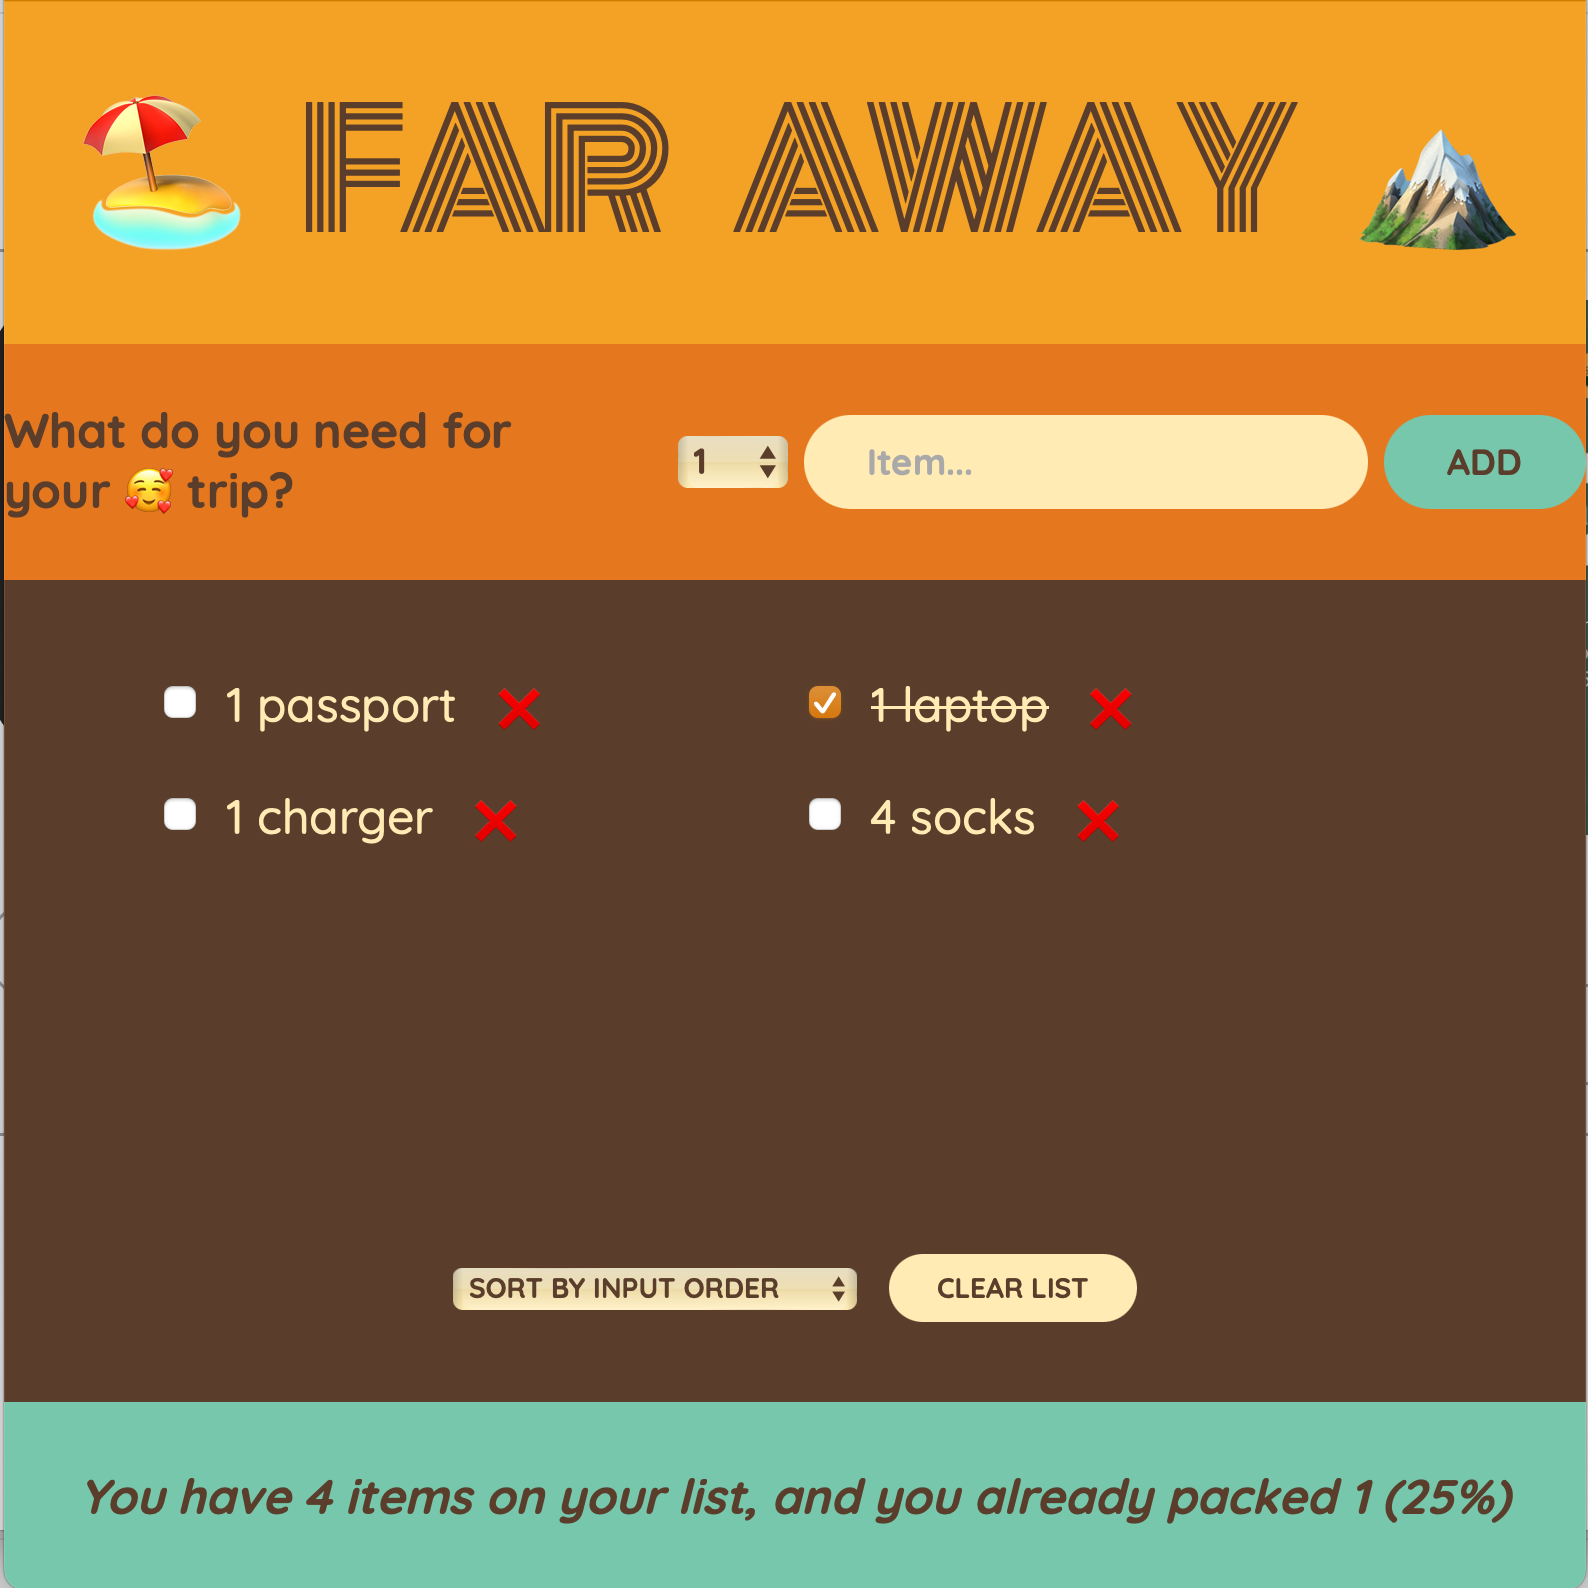 🏖️ FAR AWAY ⛰️
What do you need for
your 🥰 trip?
1
Item...
ADD
1 passport ❌
1 laptop ❌
1 charger ❌
4 socks ❌
SORT BY INPUT ORDER
CLEAR LIST
You have 4 items on your list, and you already packed 1 (25%)